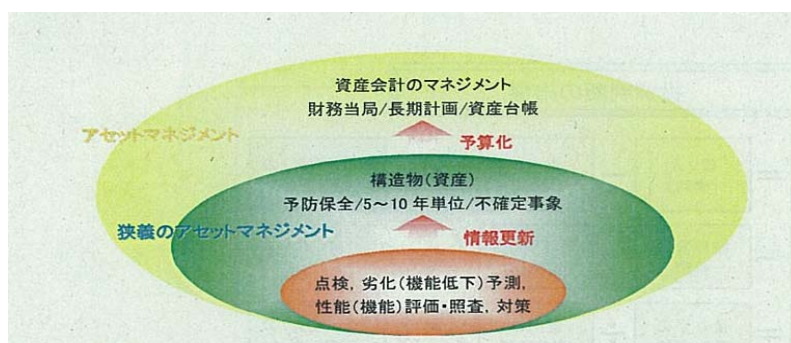 資産会計のマネジメント
財務当局/長期計画/資産台帳
アセットマネジメント
予算化
構造物(資産)
予防保全/5～10年単位/不確定事象
狭義のアセットマネジメント
情報更新
点検，劣化(機能低下)予測，
性能(機能)評価・照査，対策